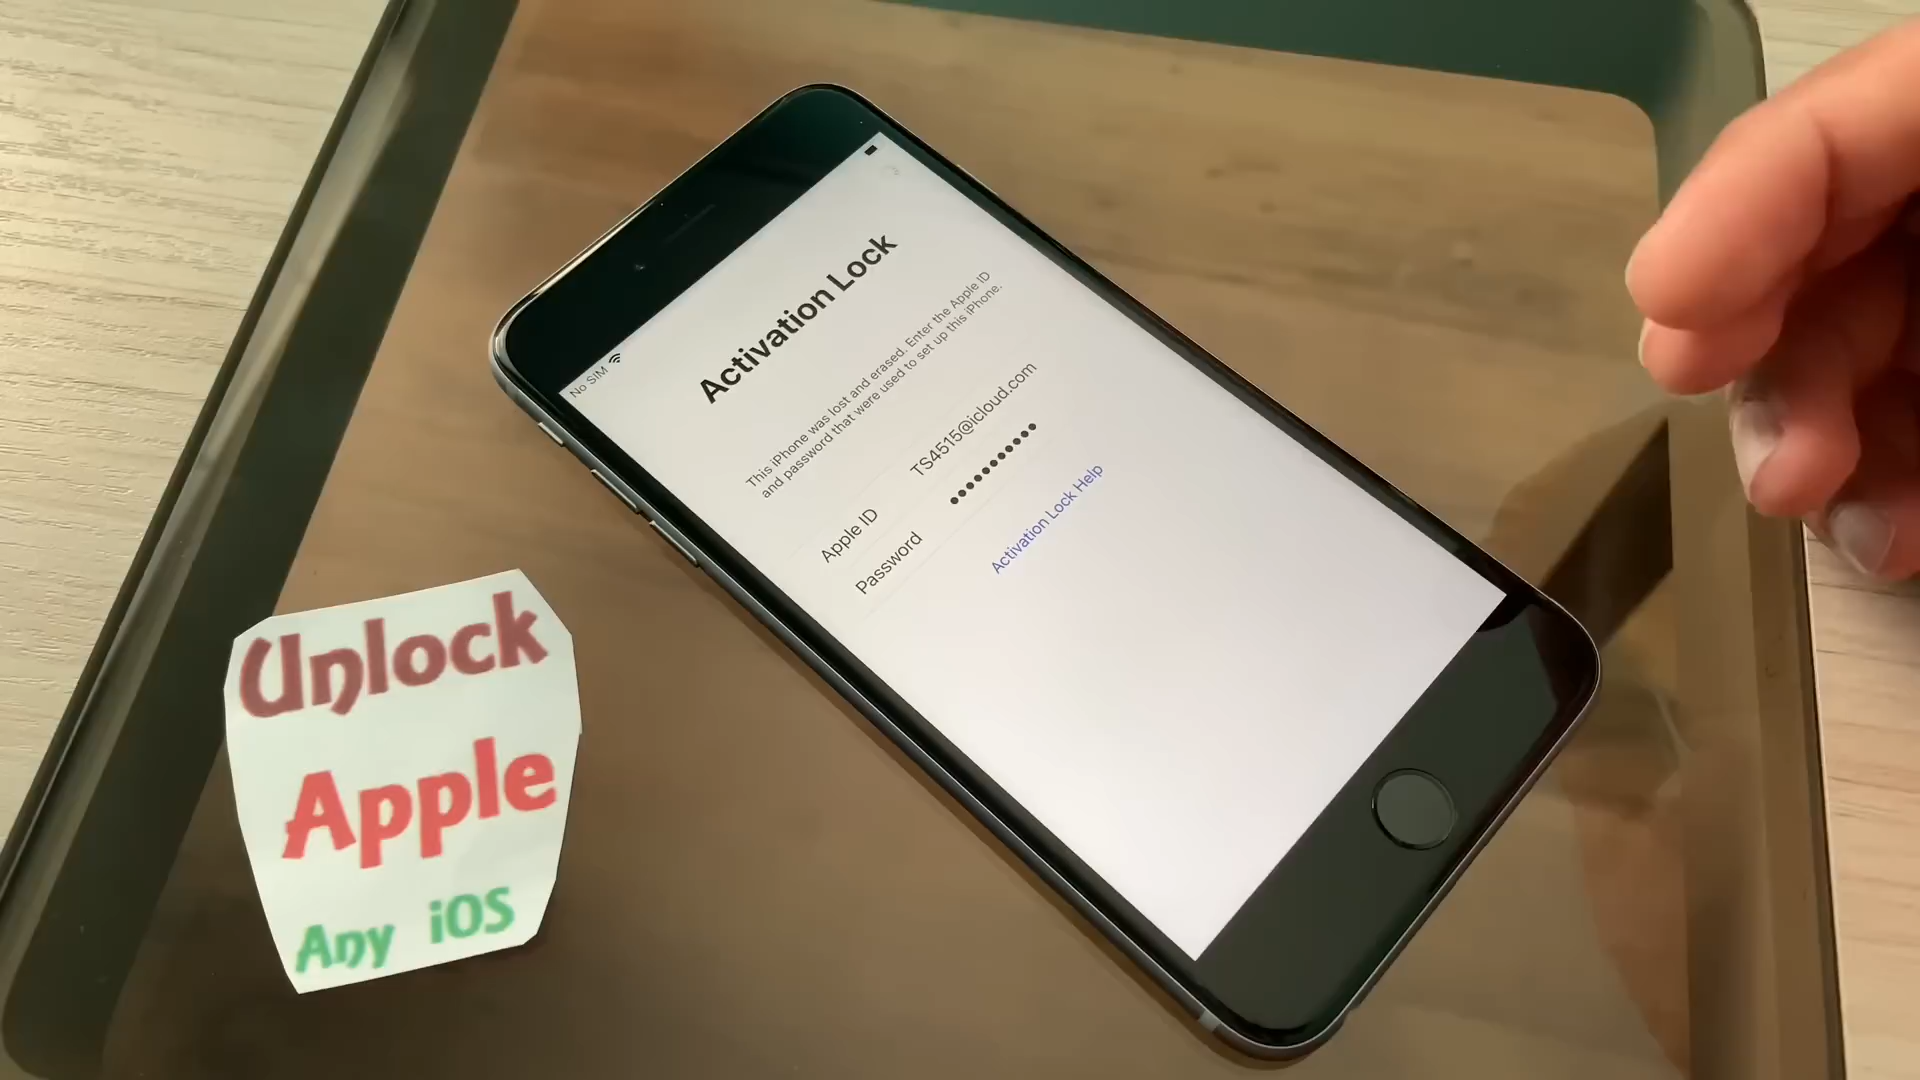 No SIM
Activation Lock
This iPhone was lost and erased. Enter the Apple ID
and password that were used to set up this iPhone.
Apple ID TS4515@icloud.com
Password ●●●●●●●●●●●
Activation Lock Help
Unlock
Apple
Any iOS